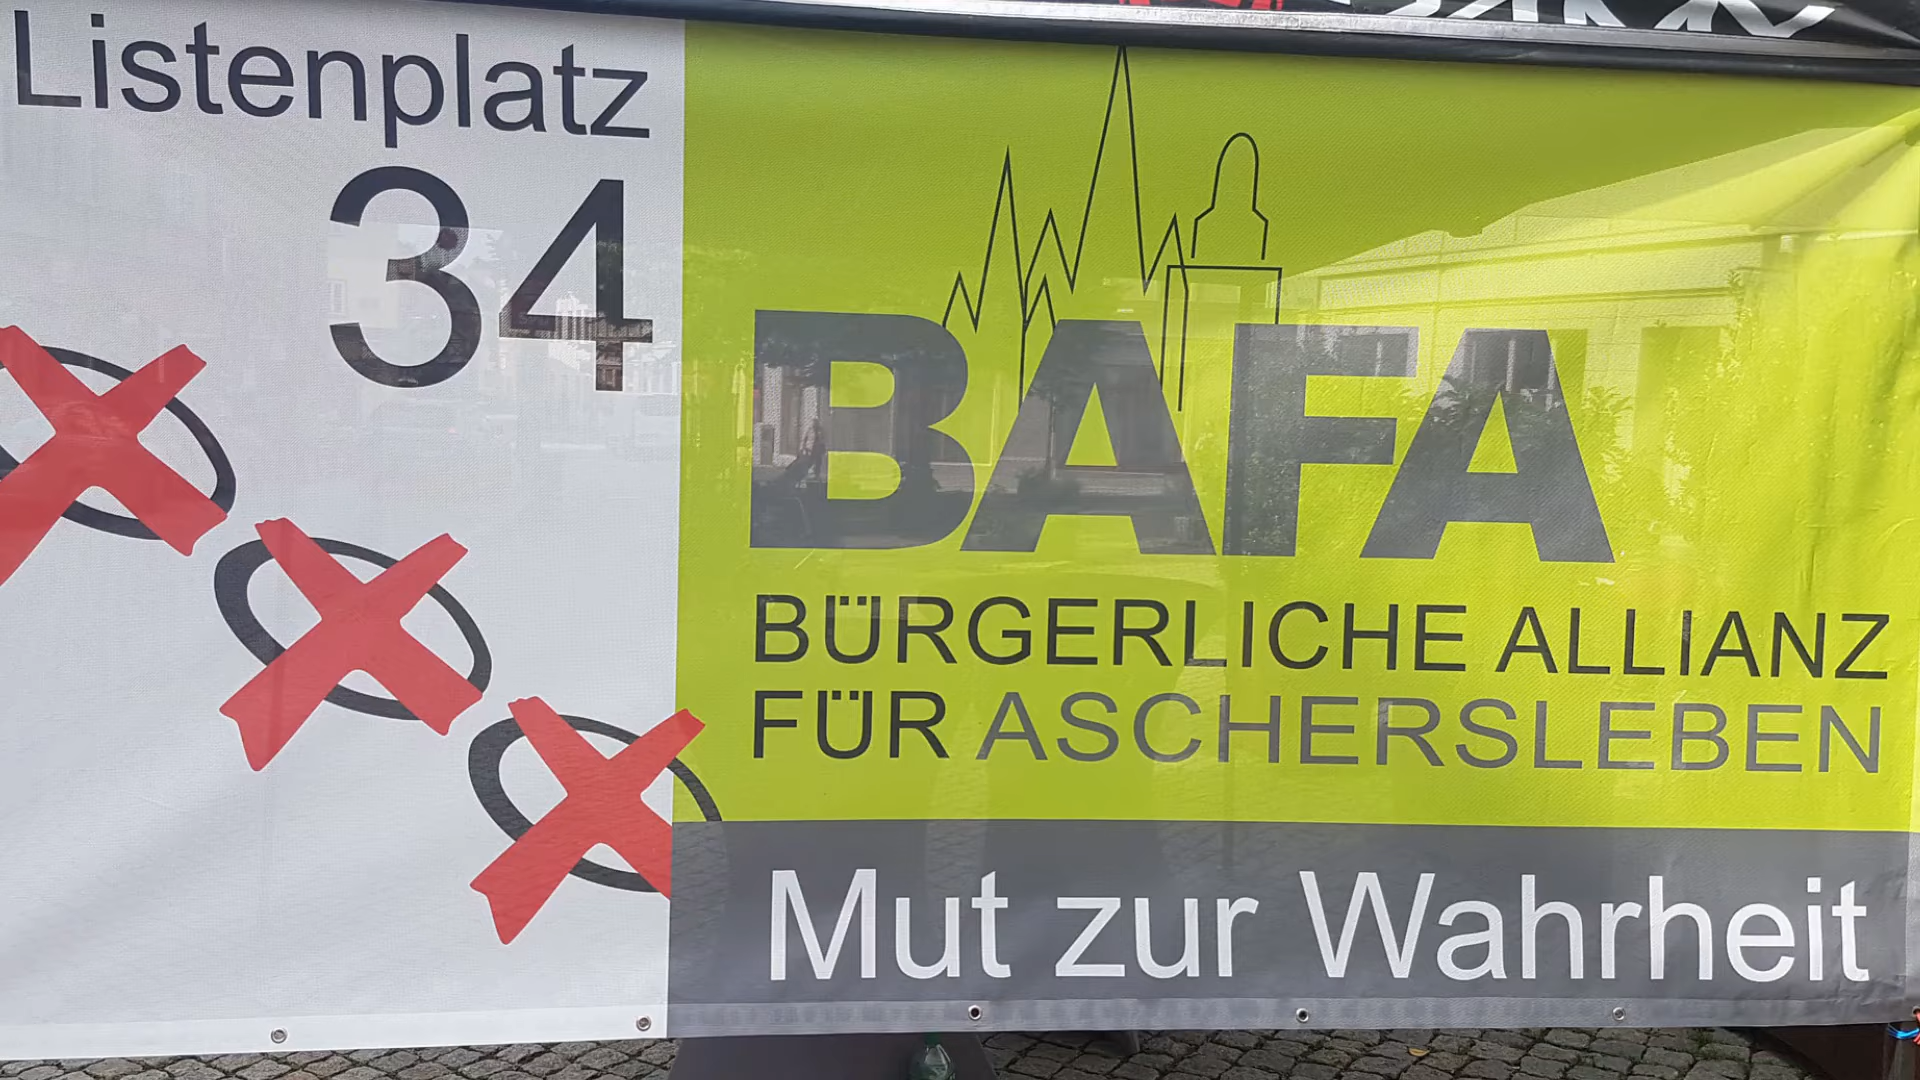 Listenplatz
34
BAFA
BÜRGERLICHE ALLIANZ
FÜR ASCHERSLEBEN
Mut zur Wahrheit